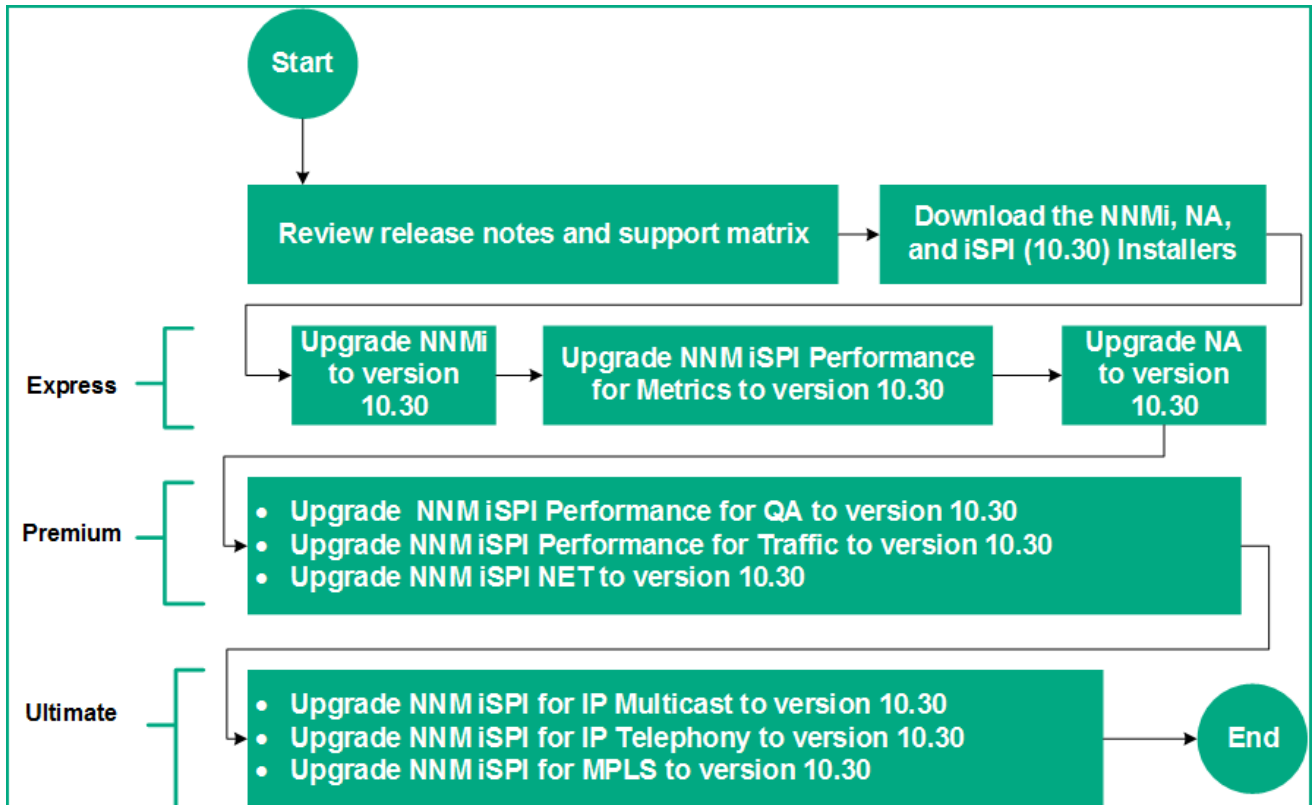 Start
Review release notes and support matrix
Download the NNMi, NA,
and iSPI (10.30) Installers
Express
Upgrade NNMi
to version
10.30
Upgrade NNM iSPI Performance
for Metrics to version 10.30
Upgrade NA
to version
10.30
Premium
• Upgrade NNM iSPI Performance for QA to version 10.30
• Upgrade NNM iSPI Performance for Traffic to version 10.30
• Upgrade NNM iSPI NET to version 10.30
Ultimate
• Upgrade NNM iSPI for IP Multicast to version 10.30
• Upgrade NNM iSPI for IP Telephony to version 10.30
• Upgrade NNM iSPI for MPLS to version 10.30
End